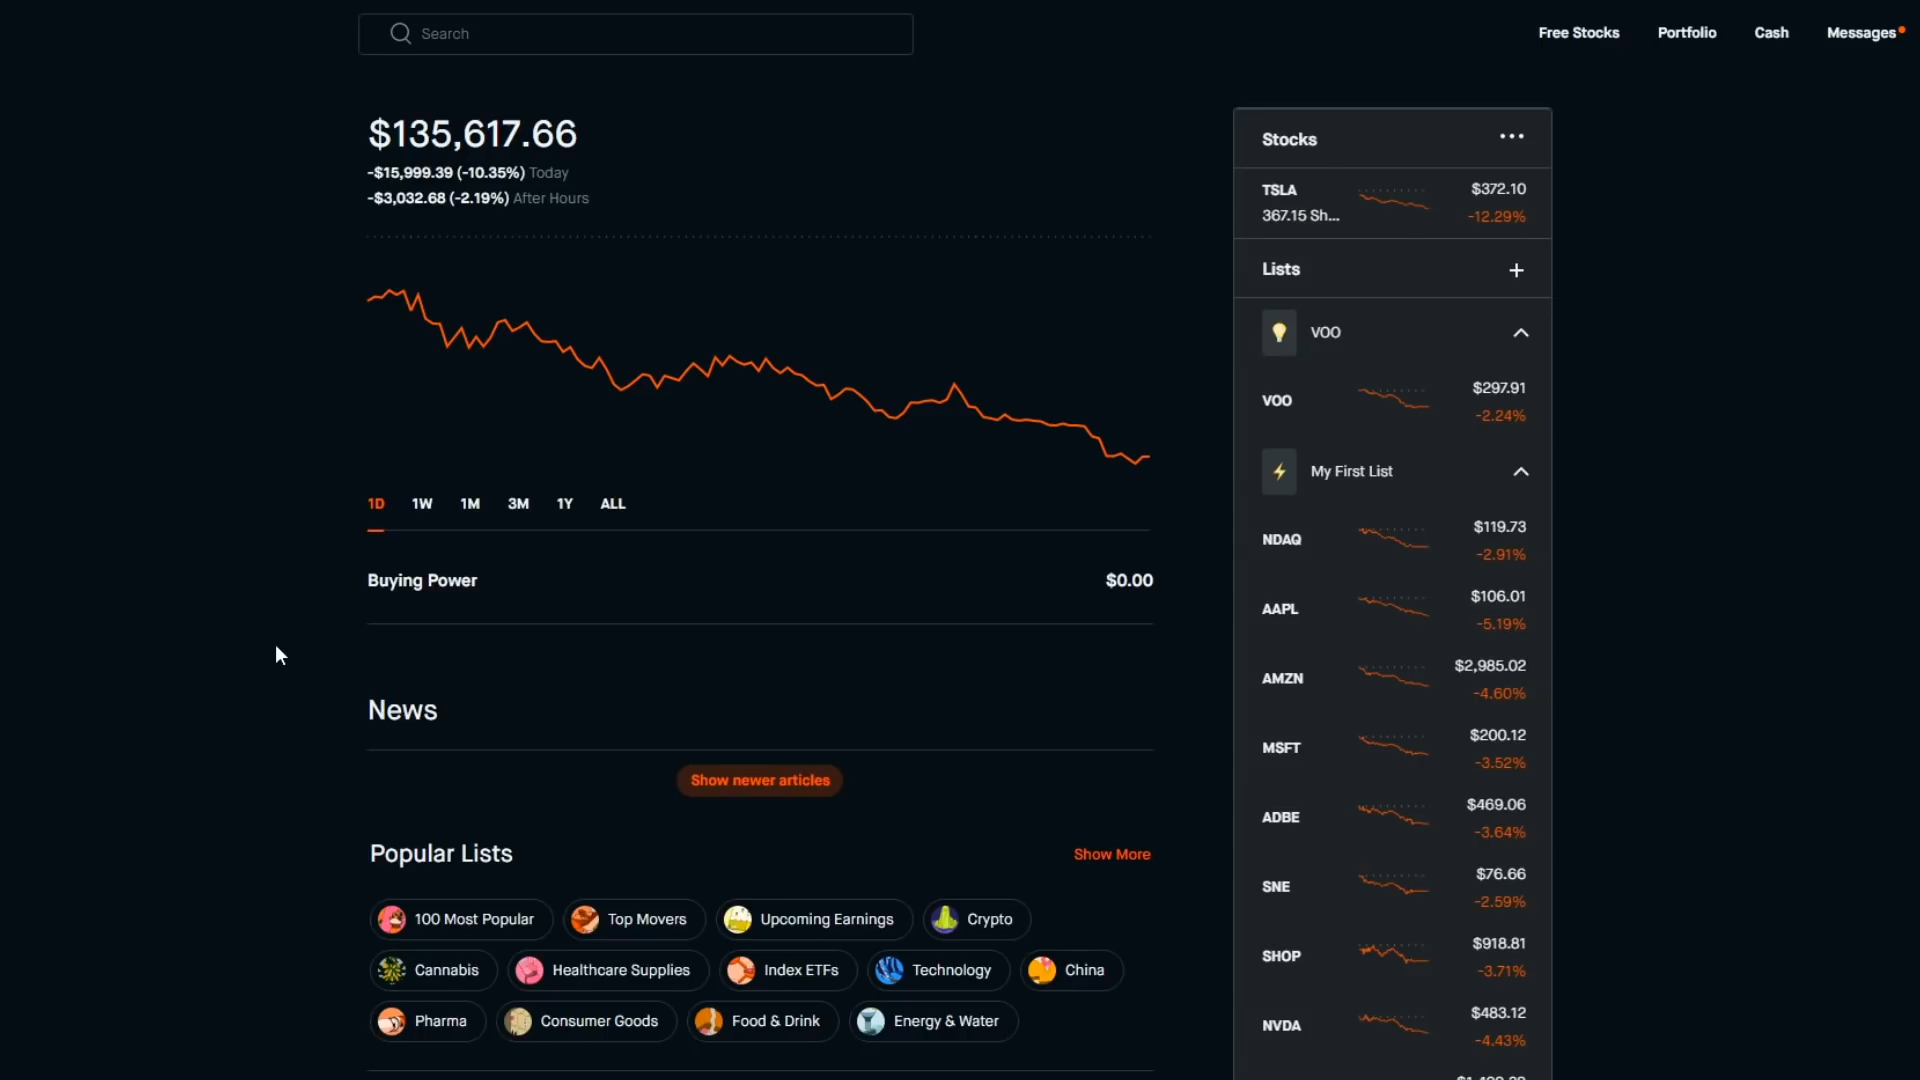 Search
Free Stocks
Portfolio
Cash
Messages
$135,617.66
-$15,999.39 (-10.35%) Today
-$3,032.68 (-2.19%) After Hours
1D
1W
1M
3M
1Y
ALL
Buying Power
$0.00
News
Show newer articles
Popular Lists
Show More
100 Most Popular
Top Movers
Upcoming Earnings
Crypto
Cannabis
Healthcare Supplies
Index ETFs
Technology
China
Pharma
Consumer Goods
Food & Drink
Energy & Water
Stocks
TSLA
367.15 Sh...
$372.10
-12.29%
Lists
VOO
VOO
$297.91
-2.24%
My First List
NDAQ
$119.73
-2.91%
AAPL
$106.01
-5.19%
AMZN
$2,985.02
-4.60%
MSFT
$200.12
-3.52%
ADBE
$469.06
-3.64%
SNE
$76.66
-2.59%
SHOP
$918.81
-3.71%
NVDA
$483.12
-4.43%